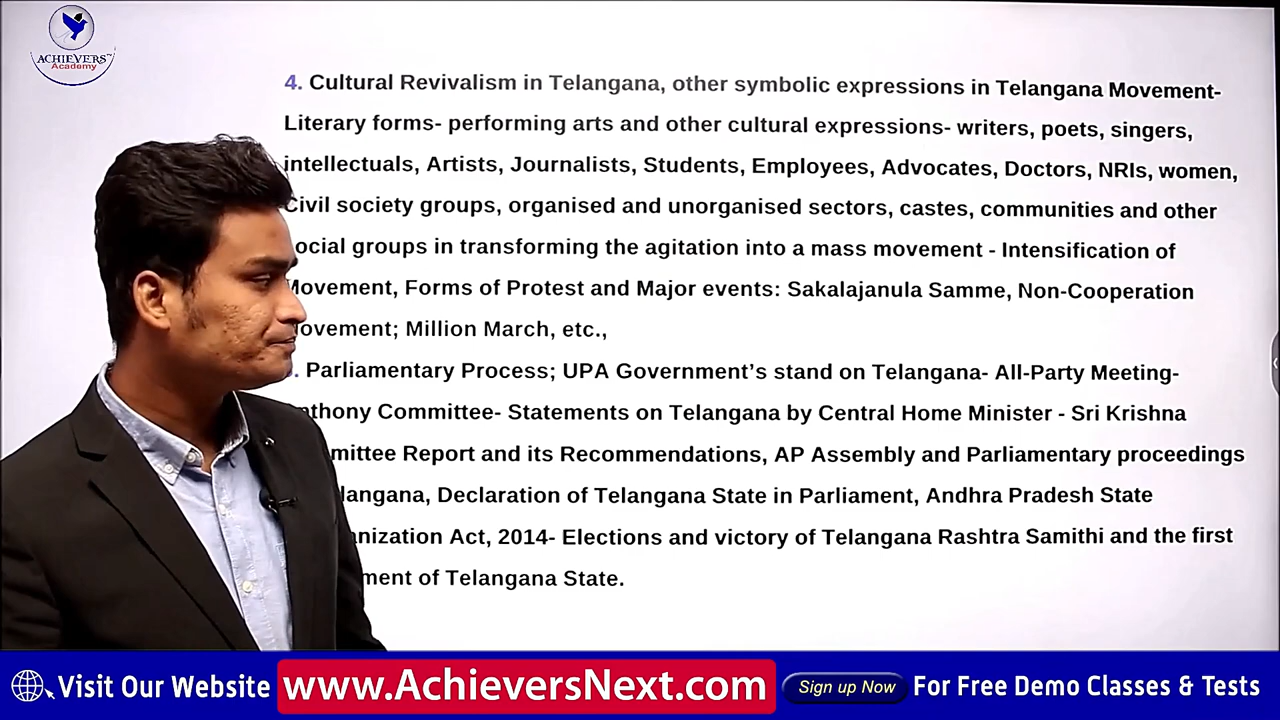 ACHIEVERS
Academy
4. Cultural Revivalism in Telangana, other symbolic expressions in Telangana Movement-
Literary forms- performing arts and other cultural expressions- writers, poets, singers,
intellectuals, Artists, Journalists, Students, Employees, Advocates, Doctors, NRIs, women,
Civil society groups, organised and unorganised sectors, castes, communities and other
ocial groups in transforming the agitation into a mass movement - Intensification of
Movement, Forms of Protest and Major events: Sakalajanula Samme, Non-Cooperation
ovement; Million March, etc.,
. Parliamentary Process; UPA Government's stand on Telangana- All-Party Meeting-
nthony Committee- Statements on Telangana by Central Home Minister - Sri Krishna
mittee Report and its Recommendations, AP Assembly and Parliamentary proceedings
langana, Declaration of Telangana State in Parliament, Andhra Pradesh State
nization Act, 2014- Elections and victory of Telangana Rashtra Samithi and the first
ment of Telangana State.
Visit Our Website www.AchieversNext.com Sign up Now For Free Demo Classes & Tests